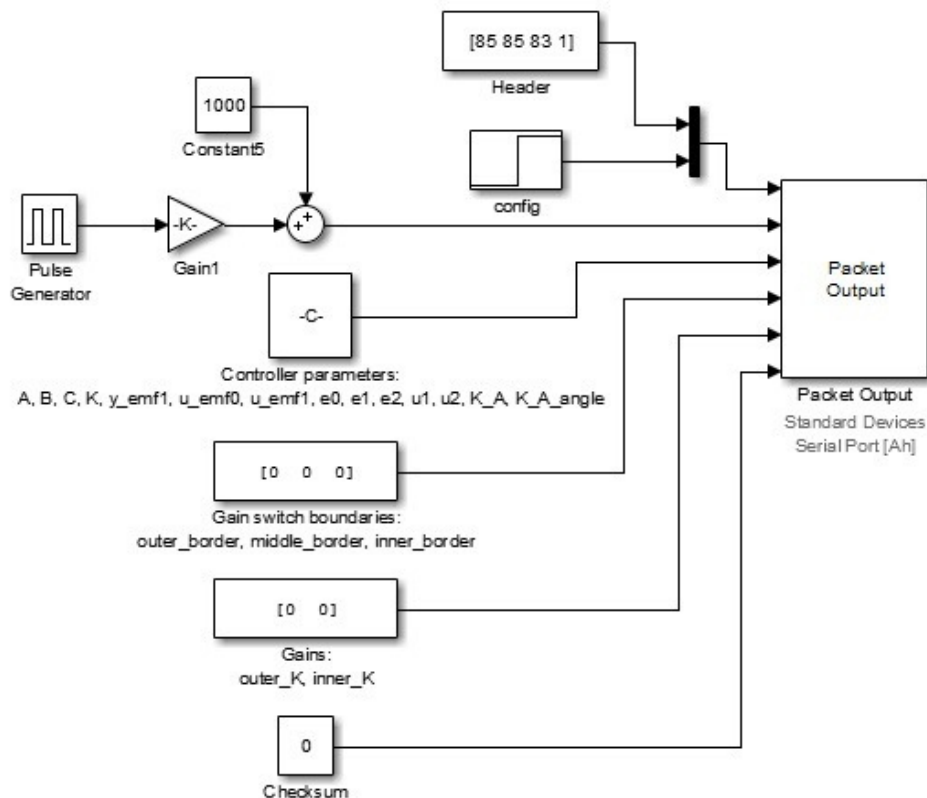 [85 85 83 1]
Header
1000
Constant5
config
Pulse
Generator
-K-
Gain1
++
Packet
Output
Packet Output
Standard Devices
Serial Port [Ah]
-C-
Controller parameters:
A, B, C, K, y_emf1, u_emf0, u_emf1, e0, e1, e2, u1, u2, K_A, K_A_angle
[0 0 0]
Gain switch boundaries:
outer_border, middle_border, inner_border
[0 0]
Gains:
outer_K, inner_K
0
Checksum